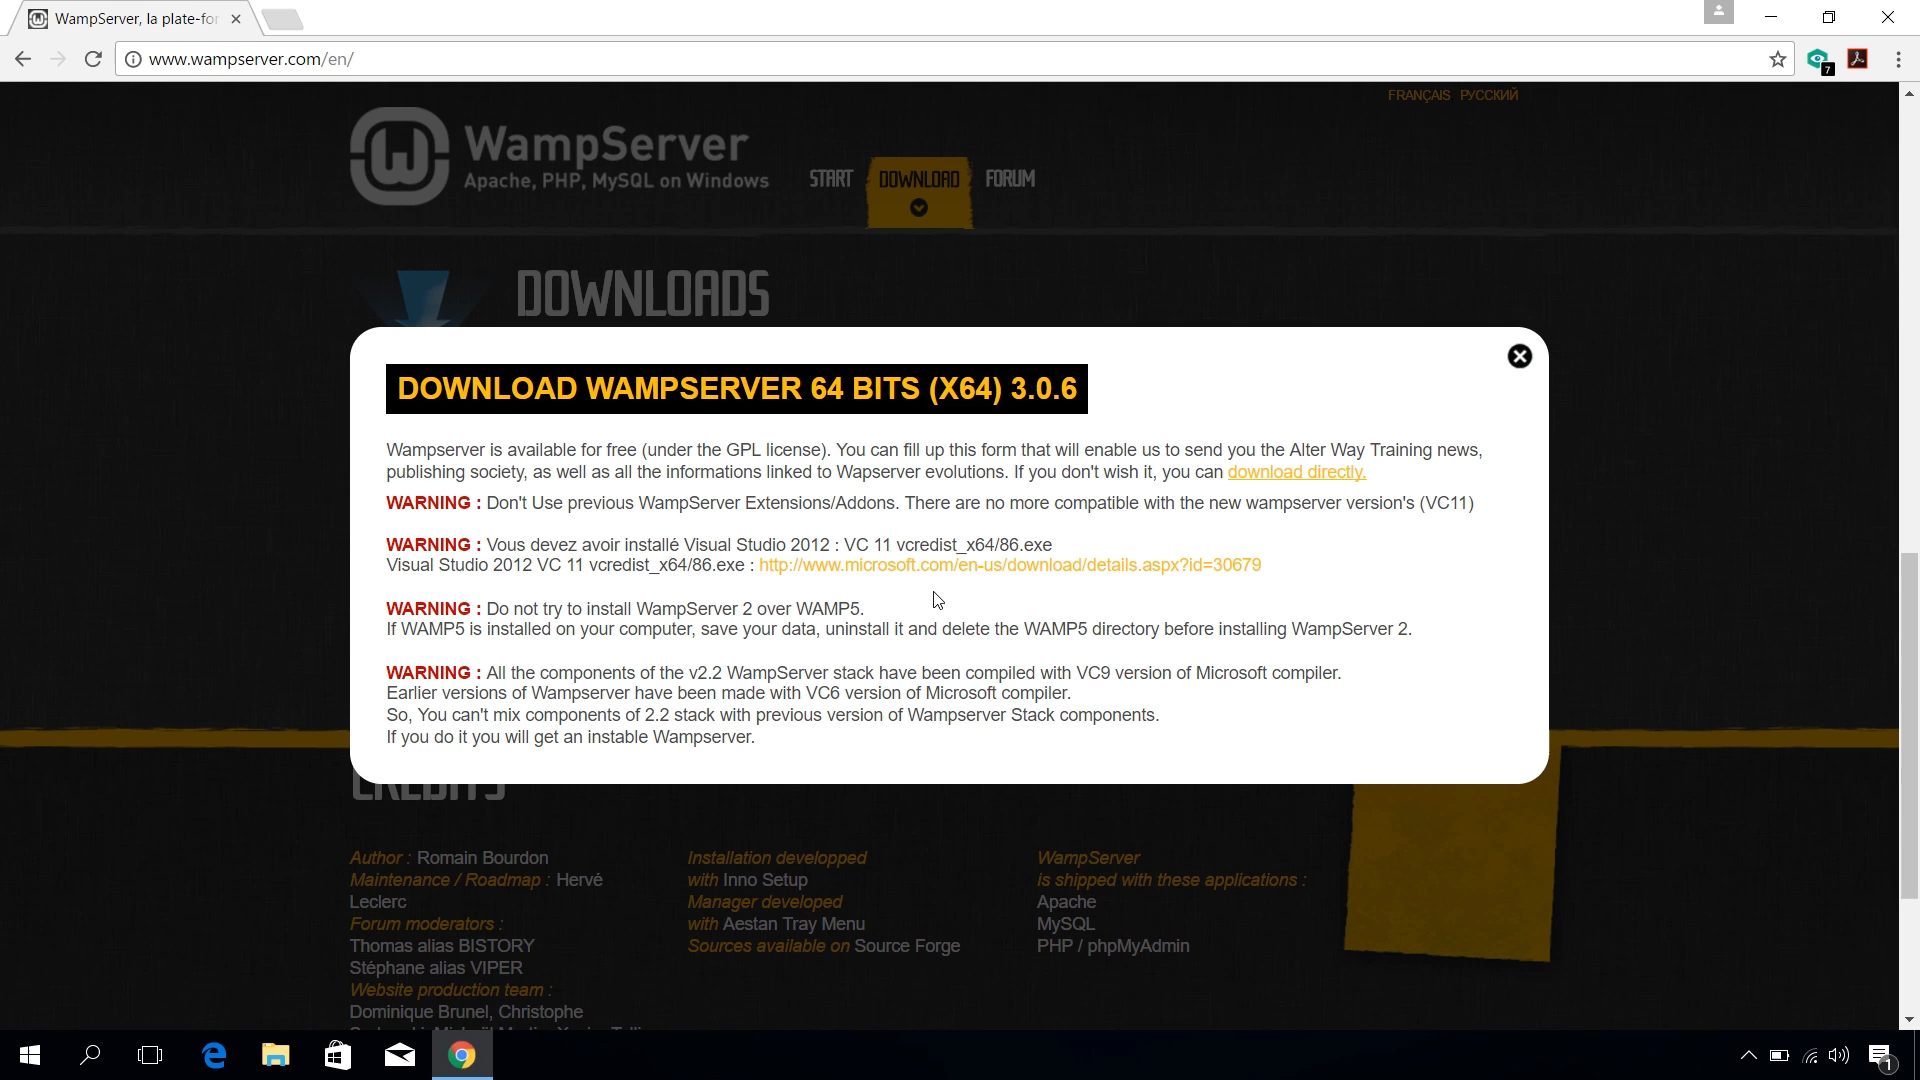 WampServer, la plate-for
www.wampserver.com/en/
7
FRANÇAIS РУССКИЙ
WampServer
Apache, PHP, MySQL on Windows
START DOWNLOAD FORUM
DOWNLOADS
DOWNLOAD WAMPSERVER 64 BITS (X64) 3.0.6
Wampserver is available for free (under the GPL license). You can fill up this form that will enable us to send you the Alter Way Training news,
publishing society, as well as all the informations linked to Wapserver evolutions. If you don't wish it, you can download directly.
WARNING : Don't Use previous WampServer Extensions/Addons. There are no more compatible with the new wampserver version's (VC11)
WARNING : Vous devez avoir installé Visual Studio 2012 : VC 11 vcredist_x64/86.exe
Visual Studio 2012 VC 11 vcredist_x64/86.exe : http://www.microsoft.com/en-us/download/details.aspx?id=30679
WARNING : Do not try to install WampServer 2 over WAMP5.
If WAMP5 is installed on your computer, save your data, uninstall it and delete the WAMP5 directory before installing WampServer 2.
WARNING : All the components of the v2.2 WampServer stack have been compiled with VC9 version of Microsoft compiler.
Earlier versions of Wampserver have been made with VC6 version of Microsoft compiler.
So, You can't mix components of 2.2 stack with previous version of Wampserver Stack components.
If you do it you will get an instable Wampserver.
CREDITS
Author : Romain Bourdon
Maintenance / Roadmap : Hervé
Leclerc
Forum moderators :
Thomas alias BISTORY
Stéphane alias VIPER
Website production team :
Dominique Brunel, Christophe
Installation developped
with Inno Setup
Manager developed
with Aestan Tray Menu
Sources available on Source Forge
WampServer
is shipped with these applications :
Apache
MySQL
PHP / phpMyAdmin
1